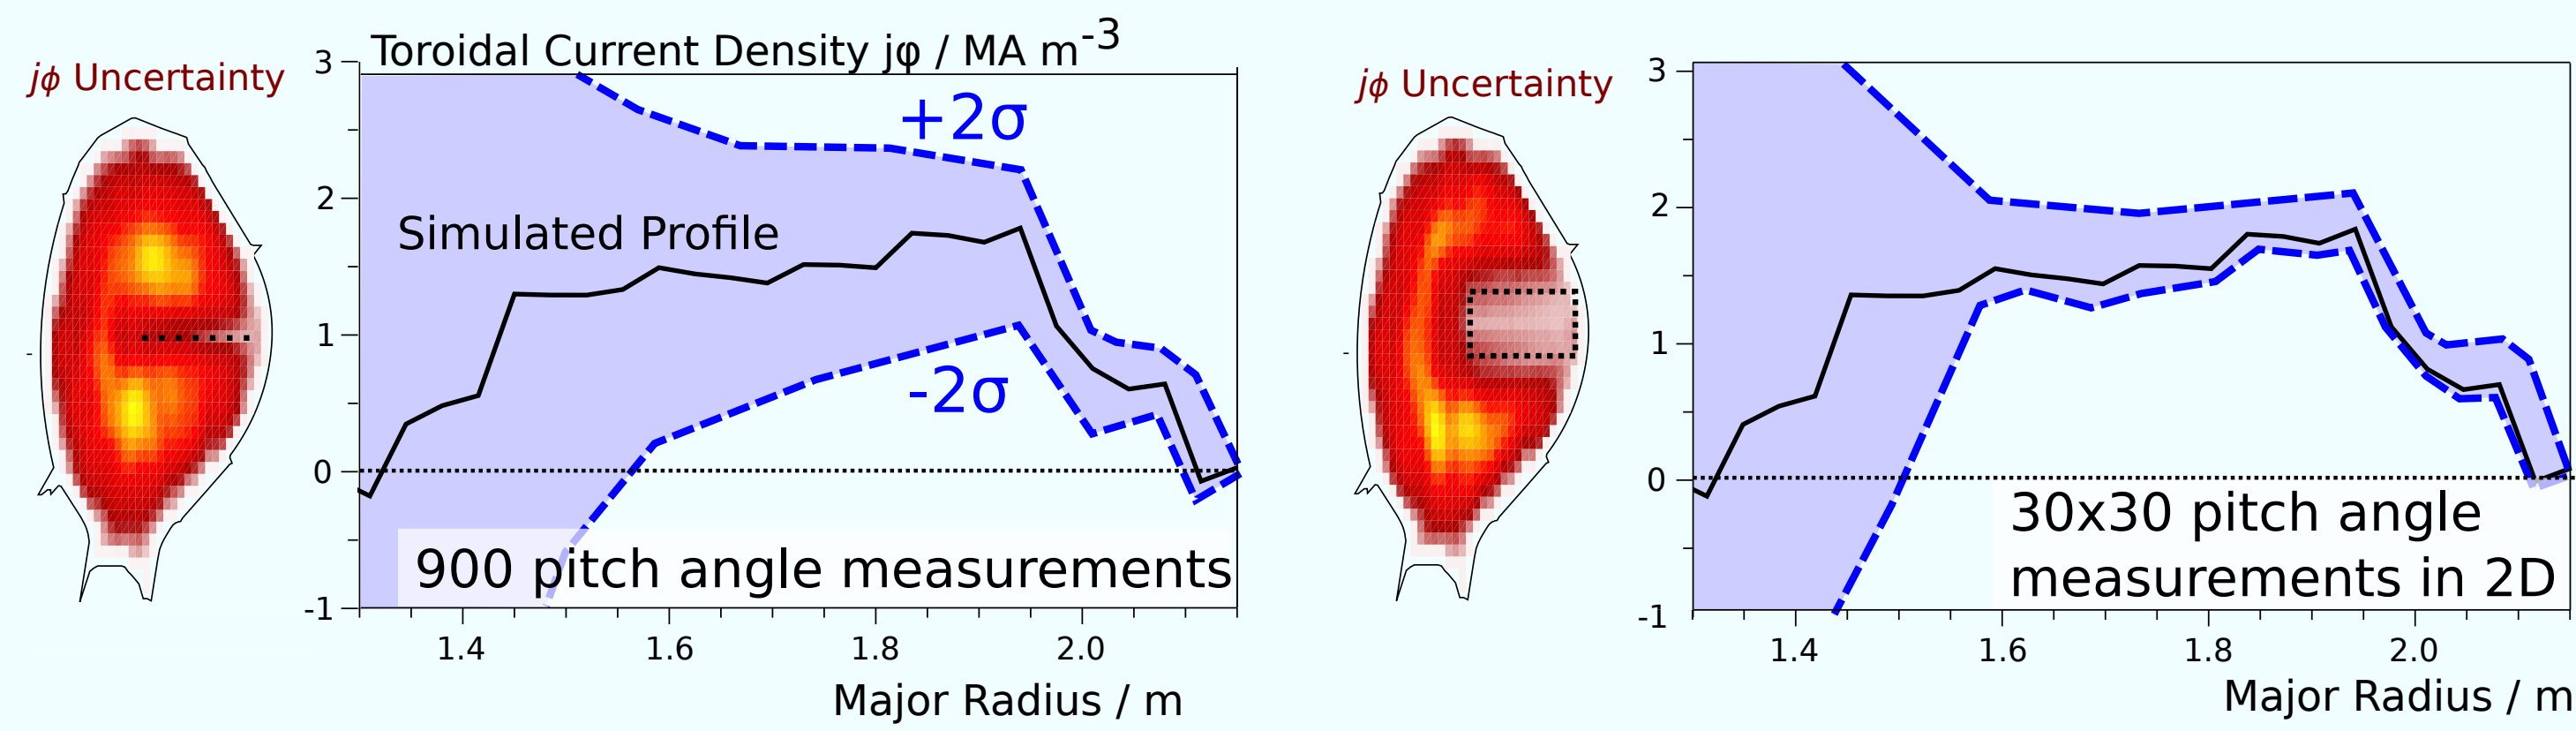 jϕ Uncertainty
Toroidal Current Density jφ / MA m-3
3
2
1
0
-1
+2σ
Simulated Profile
-2σ
900 pitch angle measurements
1.4 1.6 1.8 2.0
Major Radius / m
jϕ Uncertainty
3
2
1
0
-1
30x30 pitch angle
measurements in 2D
1.4 1.6 1.8 2.0
Major Radius / m